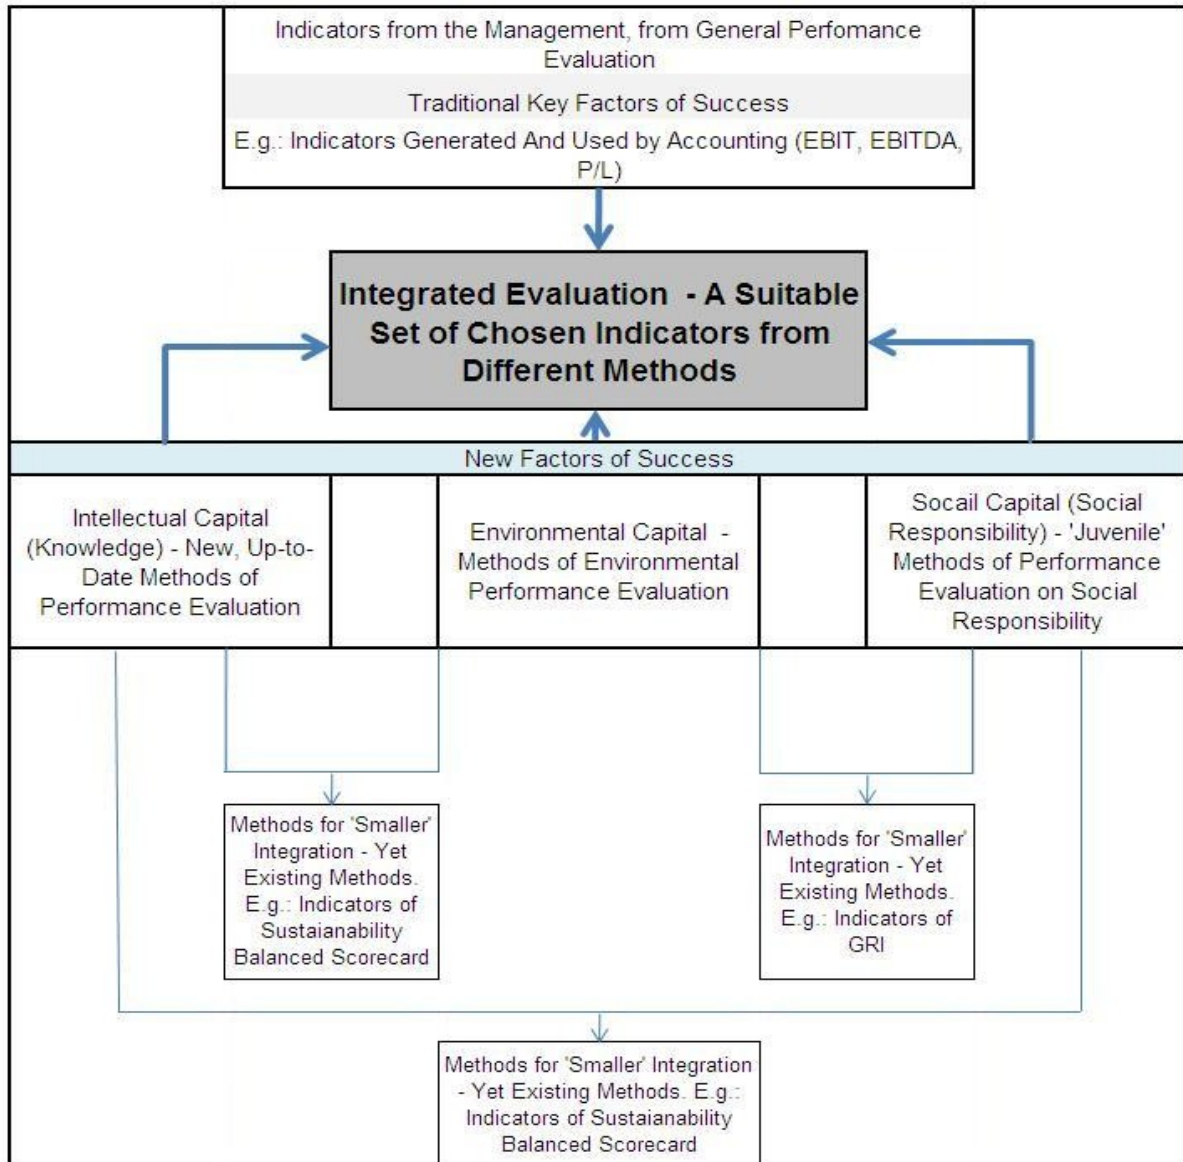 Indicators from the Management, from General Perfomance
Evaluation
Traditional Key Factors of Success
E.g.: Indicators Generated And Used by Accounting (EBIT, EBITDA,
P/L)
Integrated Evaluation - A Suitable
Set of Chosen Indicators from
Different Methods
New Factors of Success
Intellectual Capital
(Knowledge) - New, Up-to-
Date Methods of
Performance Evaluation
Environmental Capital -
Methods of Environmental
Performance Evaluation
Socail Capital (Social
Responsibility) - 'Juvenile'
Methods of Performance
Evaluation on Social
Responsibility
Methods for 'Smaller'
Integration - Yet
Existing Methods.
E.g.: Indicators of
Sustaianability
Balanced Scorecard
Methods for 'Smaller'
Integration - Yet
Existing Methods.
E.g.: Indicators of
GRI
Methods for 'Smaller' Integration
- Yet Existing Methods. E.g.:
Indicators of Sustaianability
Balanced Scorecard